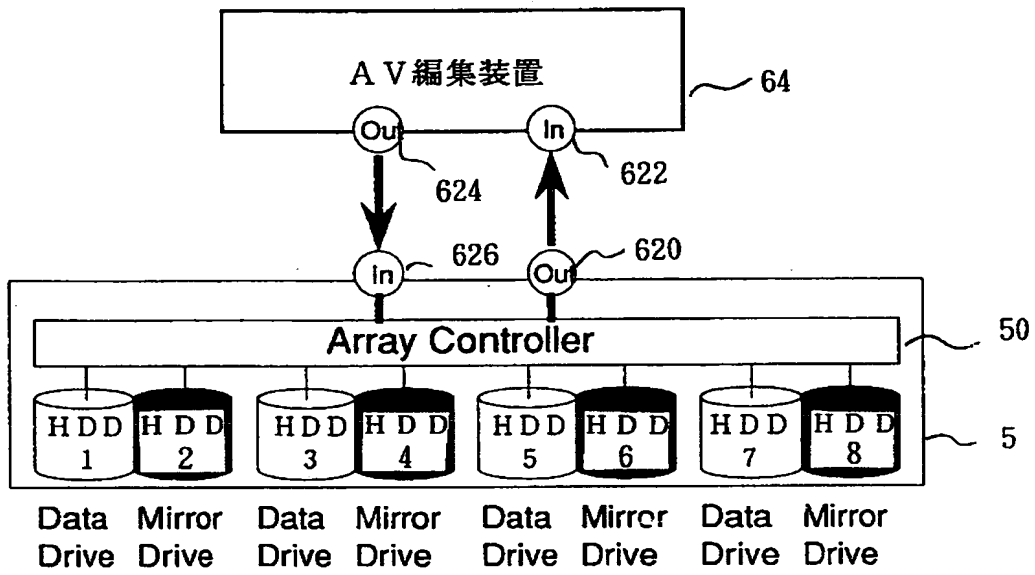 AV編集装置
64
Out
In
624
622
In
626
Out
620
Array Controller
50
HDD 1
HDD 2
HDD 3
HDD 4
HDD 5
HDD 6
HDD 7
HDD 8
5
Data Drive
Mirror Drive
Data Drive
Mirror Drive
Data Drive
Mirror Drive
Data Drive
Mirror Drive